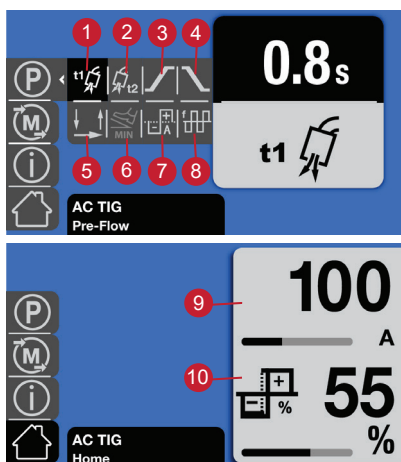 1 2 3 4
P t1 t2 0.8 s
M
MIN + - A
5 6 7 8
i t1
AC TIG
Pre-Flow
P 9 100
A
M
10 + - % 55
i %
AC TIG
Home